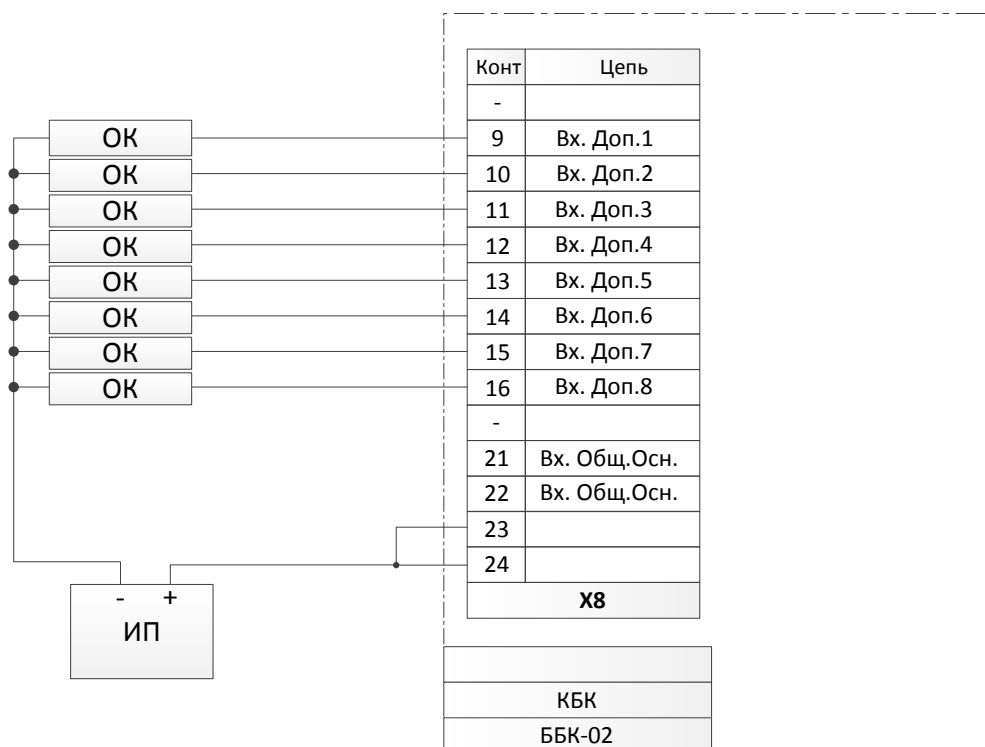 Конт Цепь
-
ОК 9 Вх. Доп.1
ОК 10 Вх. Доп.2
ОК 11 Вх. Доп.3
ОК 12 Вх. Доп.4
ОК 13 Вх. Доп.5
ОК 14 Вх. Доп.6
ОК 15 Вх. Доп.7
ОК 16 Вх. Доп.8
-
21 Вх. Общ.Осн.
22 Вх. Общ.Осн.
23
24
X8
- +
ИП
КБК
ББК-02